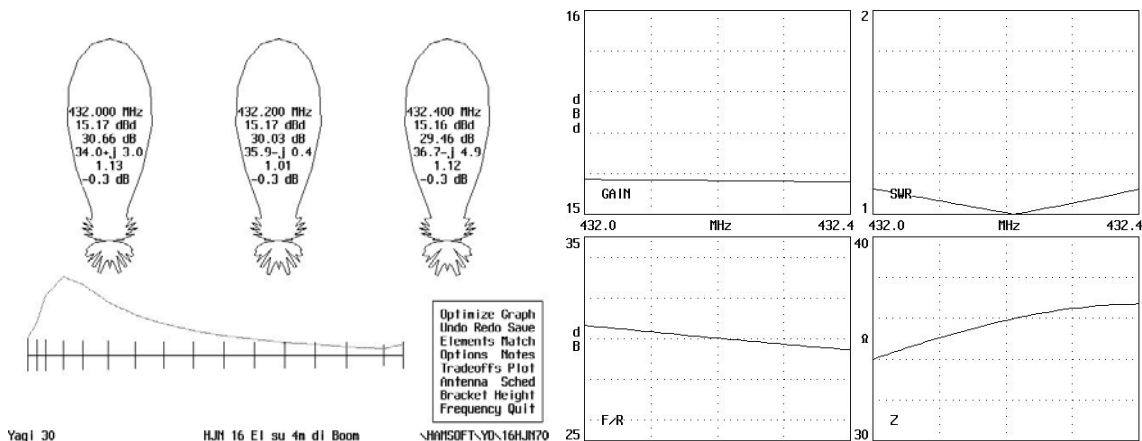 432.000 MHz
15.17 dBd
30.66 dB
34.0+j 3.0
1.13
-0.3 dB
432.200 MHz
15.17 dBd
30.03 dB
35.9-j 0.4
1.01
-0.3 dB
432.400 MHz
15.16 dBd
29.46 dB
36.7-j 4.9
1.12
-0.3 dB
Optimize Graph
Undo Redo Save
Elements Match
Options Notes
Tradeoffs Plot
Antenna Sched
Bracket Height
Frequency Quit
Yagi 30
HJN 16 El su 4m di Boom
\HAMSOFT\YO\16HJN70
16
dBd
GAIN
15
432.0 MHz 432.4
2
SWR
1
432.0 MHz 432.4
35
dB
F/R
25
40
Ω
Z
30